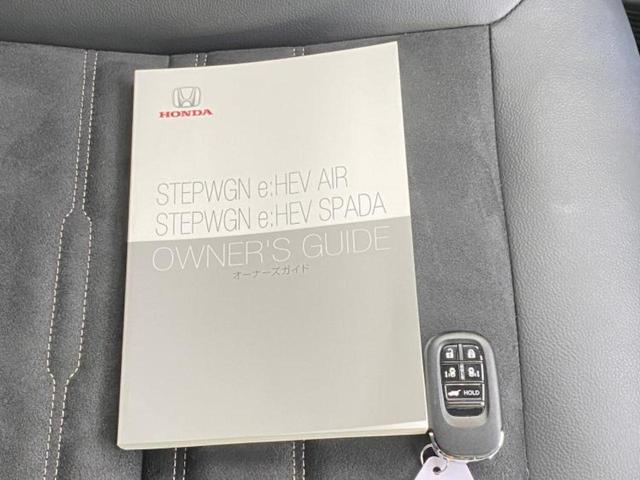 HONDA
STEPWGN e:HEV AIR
STEPWGN e:HEV SPADA
OWNER'S GUIDE
オーナーズガイド
HOLD